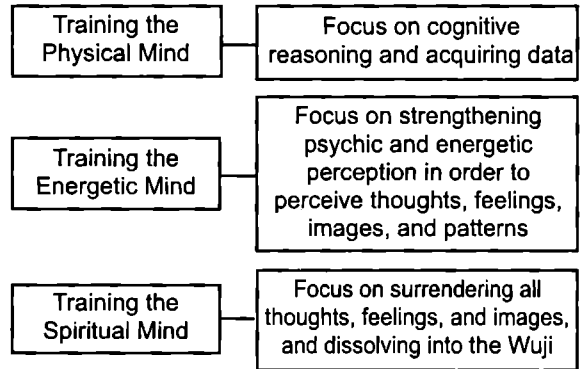 Training the
Physical Mind
Focus on cognitive
reasoning and acquiring data
Training the
Energetic Mind
Focus on strengthening
psychic and energetic
perception in order to
perceive thoughts, feelings,
images, and patterns
Training the
Spiritual Mind
Focus on surrendering all
thoughts, feelings, and images,
and dissolving into the Wuji